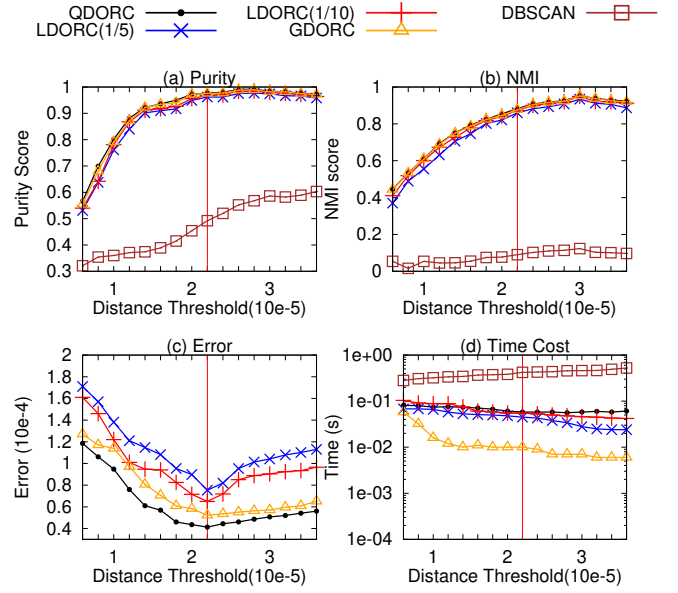 QDORC LDORC(1/10) DBSCAN
LDORC(1/5) GDORC
(a) Purity (b) NMI
Purity Score
1
0.9
0.8
0.7
0.6
0.5
0.4
0.3
1 2 3
Distance Threshold(10e-5)
NMI score
1
0.8
0.6
0.4
0.2
0
1 2 3
Distance Threshold(10e-5)
(c) Error (d) Time Cost
Error (10e-4)
2
1.8
1.6
1.4
1.2
1
0.8
0.6
0.4
1 2 3
Distance Threshold(10e-5)
Time (s)
1e+00
1e-01
1e-02
1e-03
1e-04
1 2 3
Distance Threshold(10e-5)